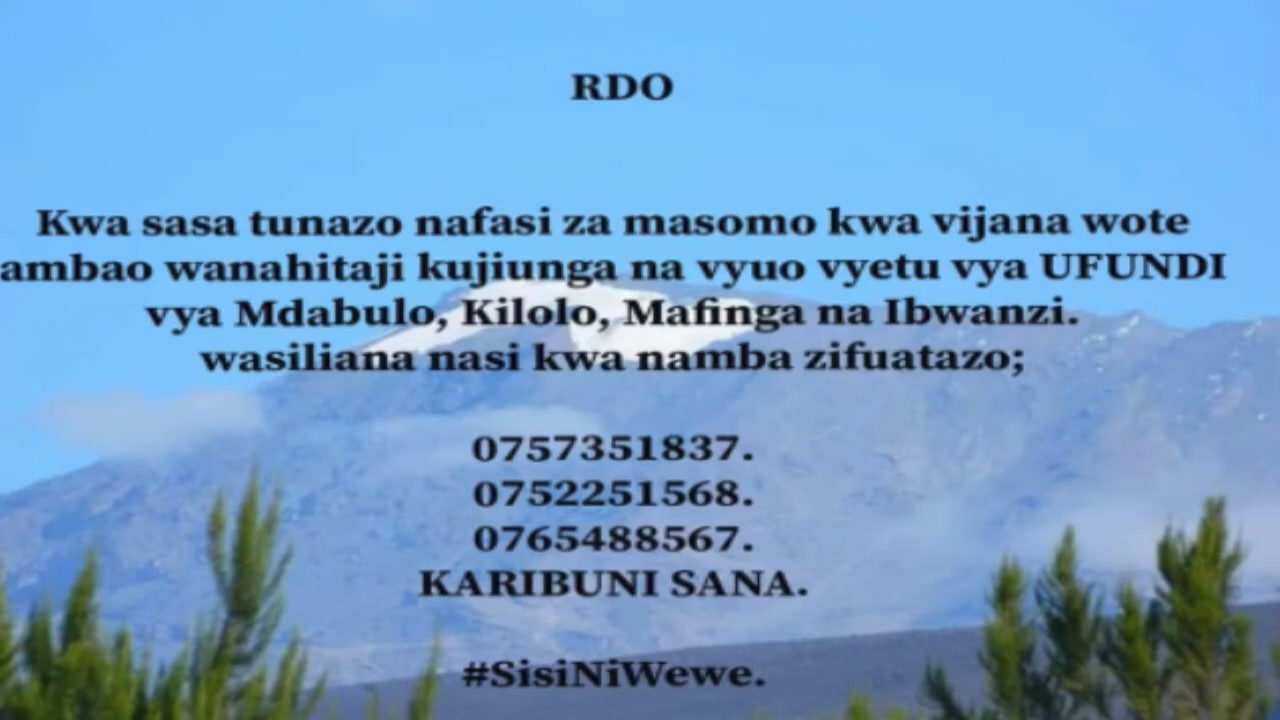 RDO
Kwa sasa tunazo nafasi za masomo kwa vijana wote
ambao wanahitaji kujiunga na vyuo vyetu vya UFUNDI
vya Mdabulo, Kilolo, Mafinga na Ibwanzi.
wasiliana nasi kwa namba zifuatazo;
0757351837.
0752251568.
0765488567.
KARIBUNI SANA.
#SisiNiWewe.